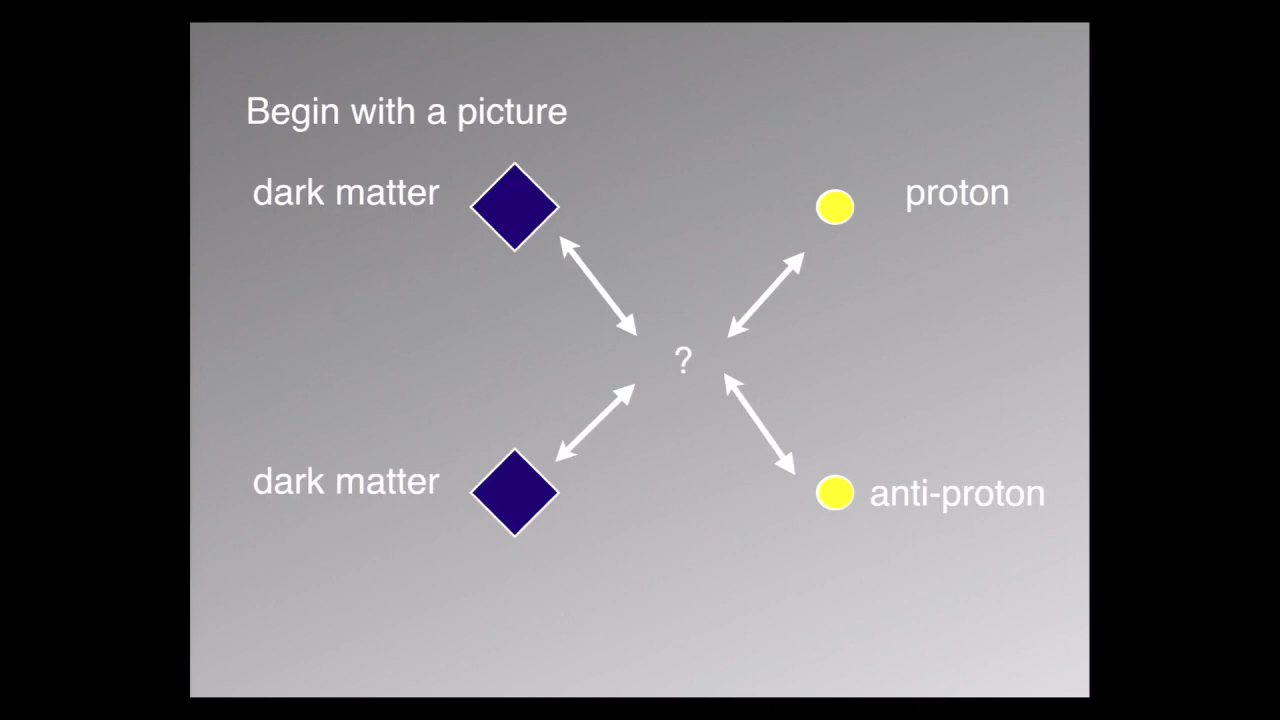 Begin with a picture
dark matter
proton
?
dark matter
anti-proton